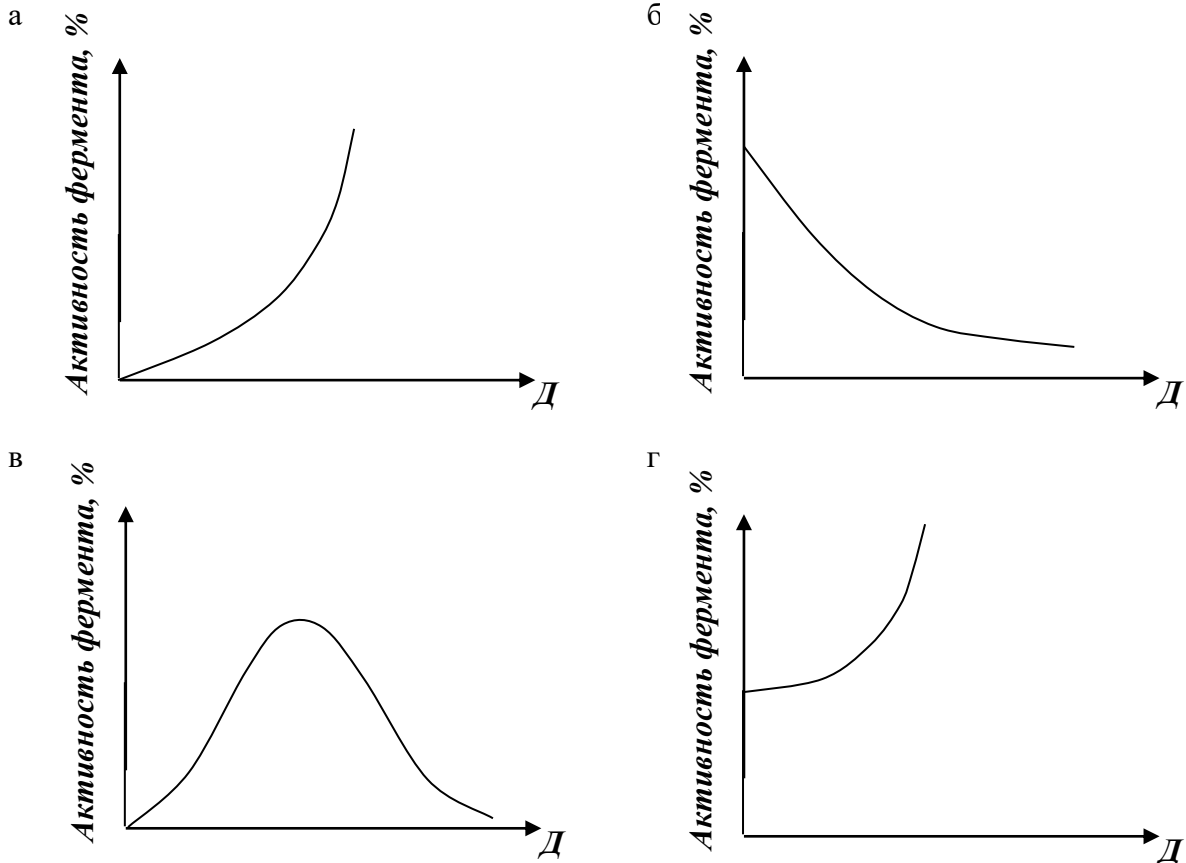 а
Активность фермента, %
Д
б
Активность фермента, %
Д
в
Активность фермента, %
Д
г
Активность фермента, %
Д